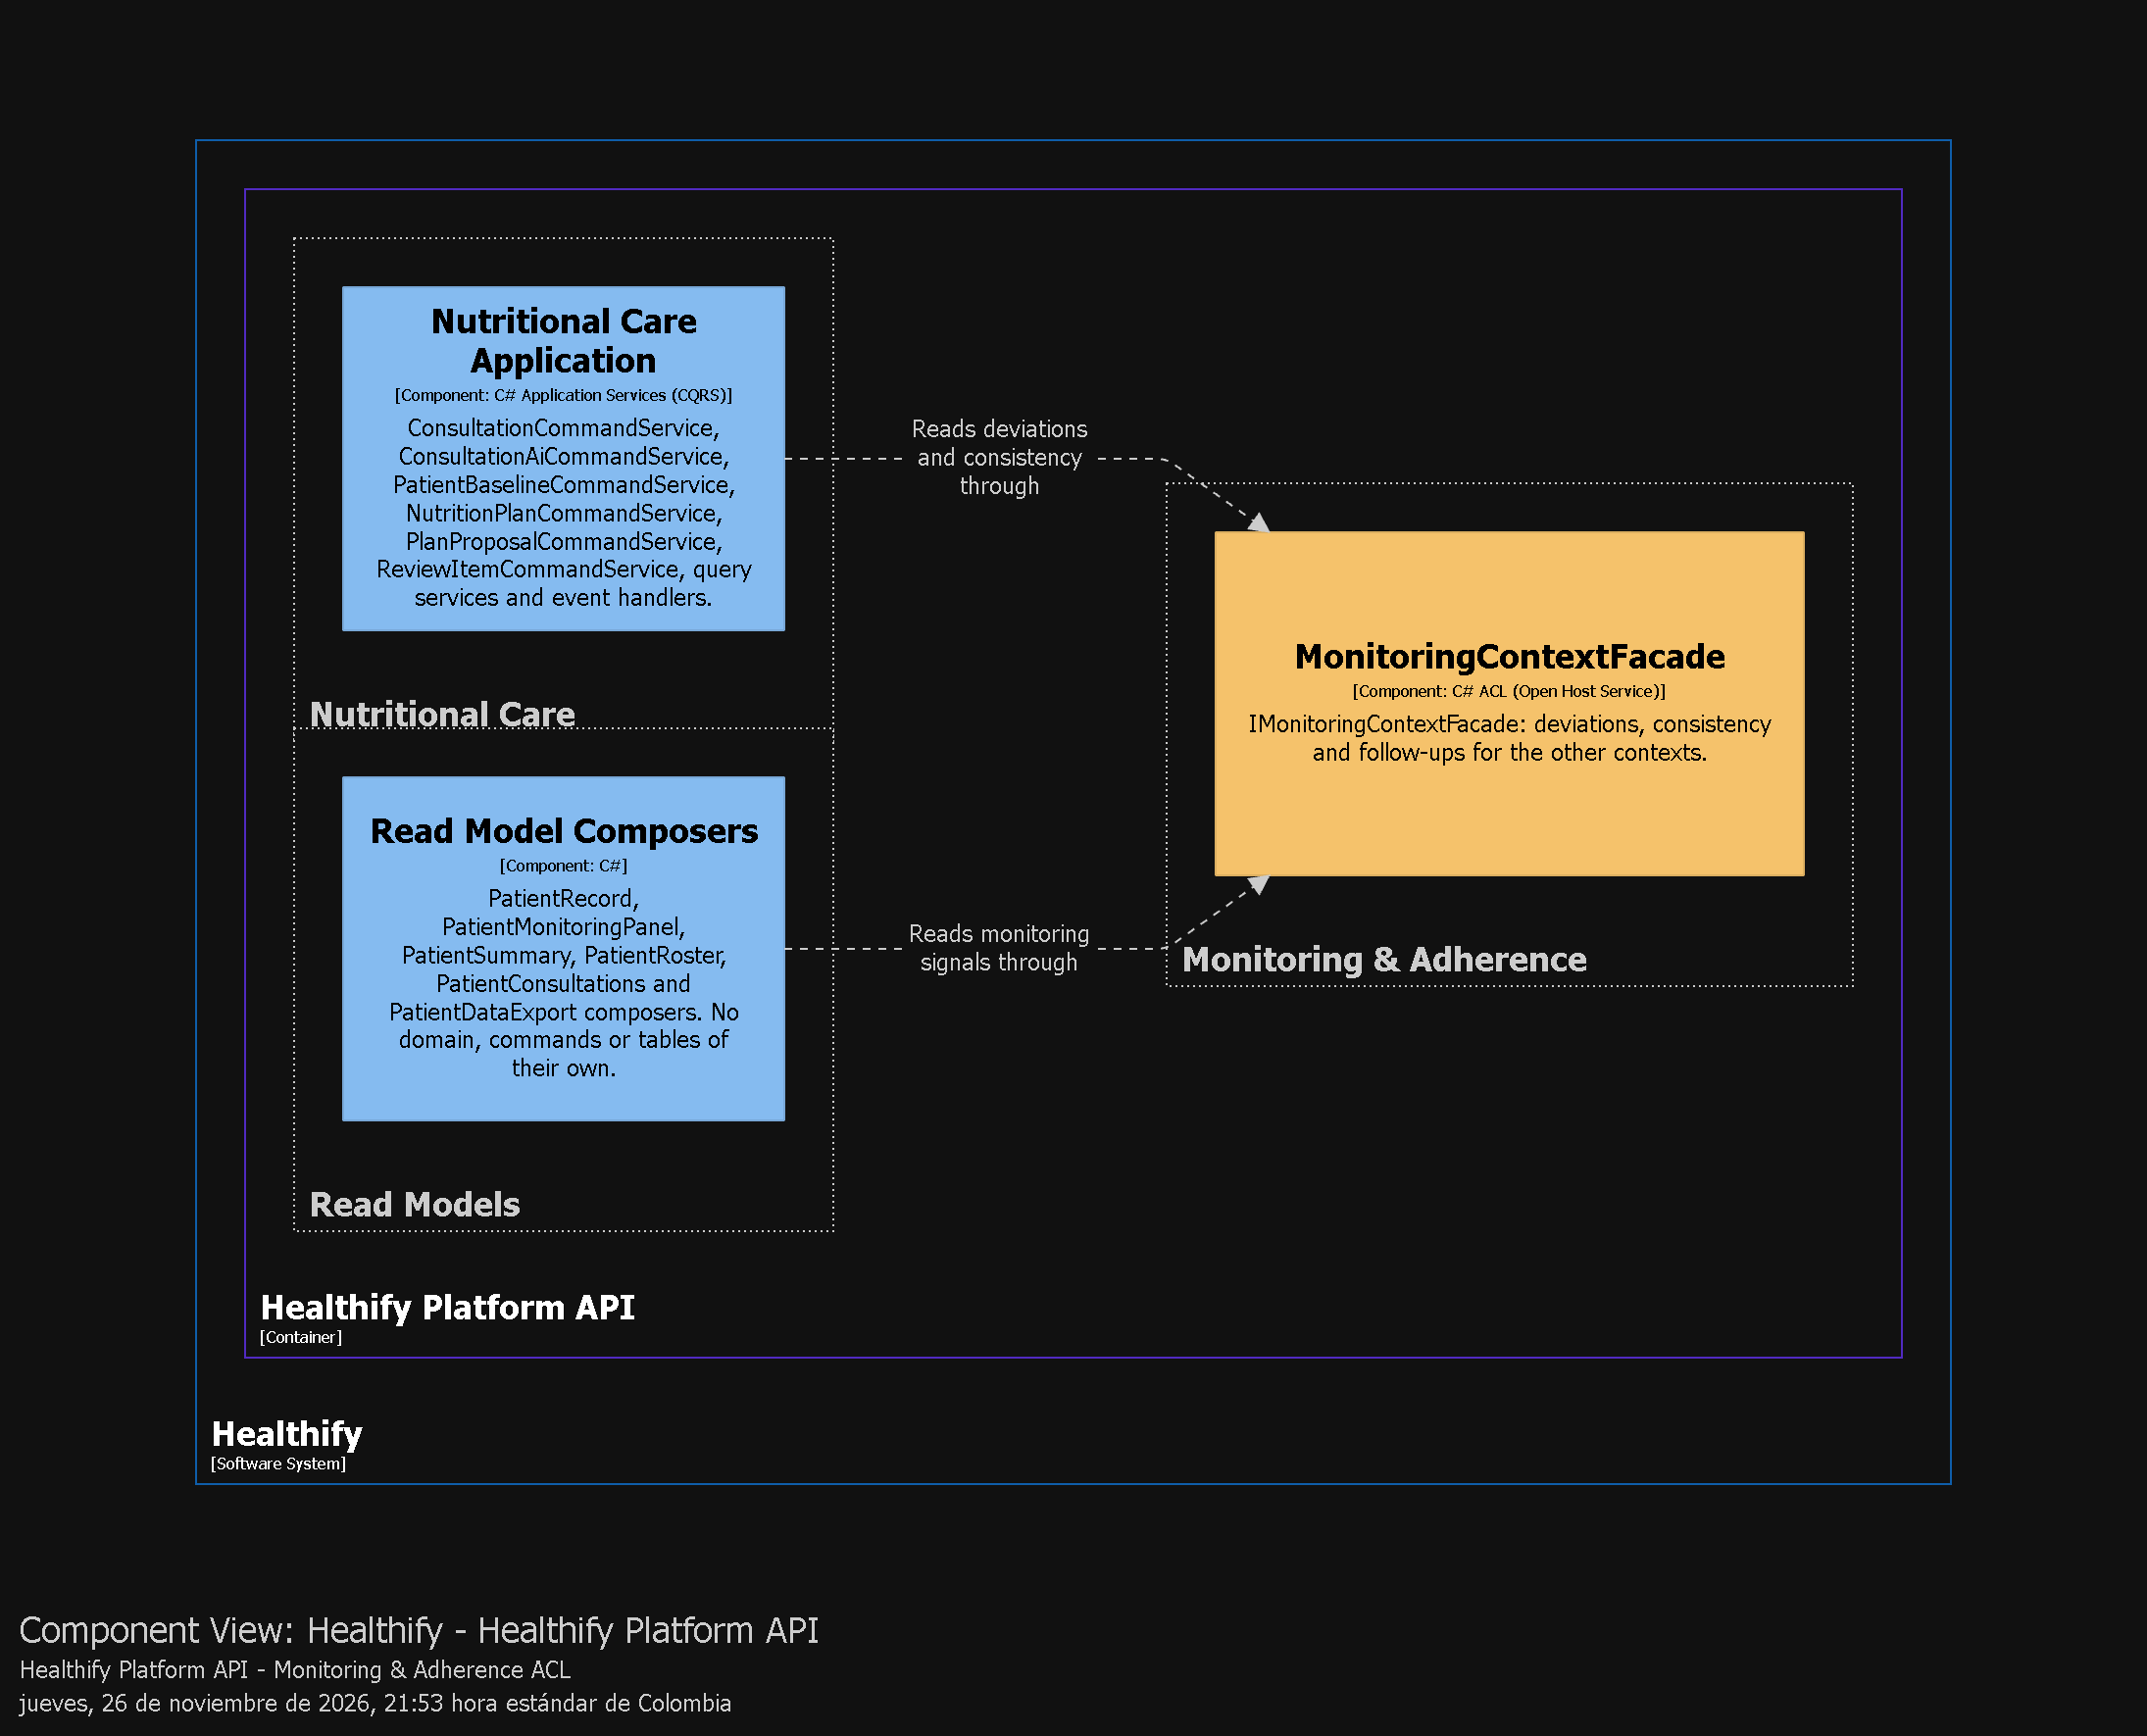 Nutritional Care
Application
[Component: C# Application Services (CQRS)]
ConsultationCommandService,
ConsultationAiCommandService,
PatientBaselineCommandService,
NutritionPlanCommandService,
PlanProposalCommandService,
ReviewItemCommandService, query
services and event handlers.
Nutritional Care
Reads deviations
and consistency
through
MonitoringContextFacade
[Component: C# ACL (Open Host Service)]
IMonitoringContextFacade: deviations, consistency
and follow-ups for the other contexts.
Monitoring & Adherence
Read Model Composers
[Component: C#]
PatientRecord,
PatientMonitoringPanel,
PatientSummary, PatientRoster,
PatientConsultations and
PatientDataExport composers. No
domain, commands or tables of
their own.
Reads monitoring
signals through
Read Models
Healthify Platform API
[Container]
Healthify
[Software System]
Component View: Healthify - Healthify Platform API
Healthify Platform API - Monitoring & Adherence ACL
jueves, 26 de noviembre de 2026, 21:53 hora estándar de Colombia